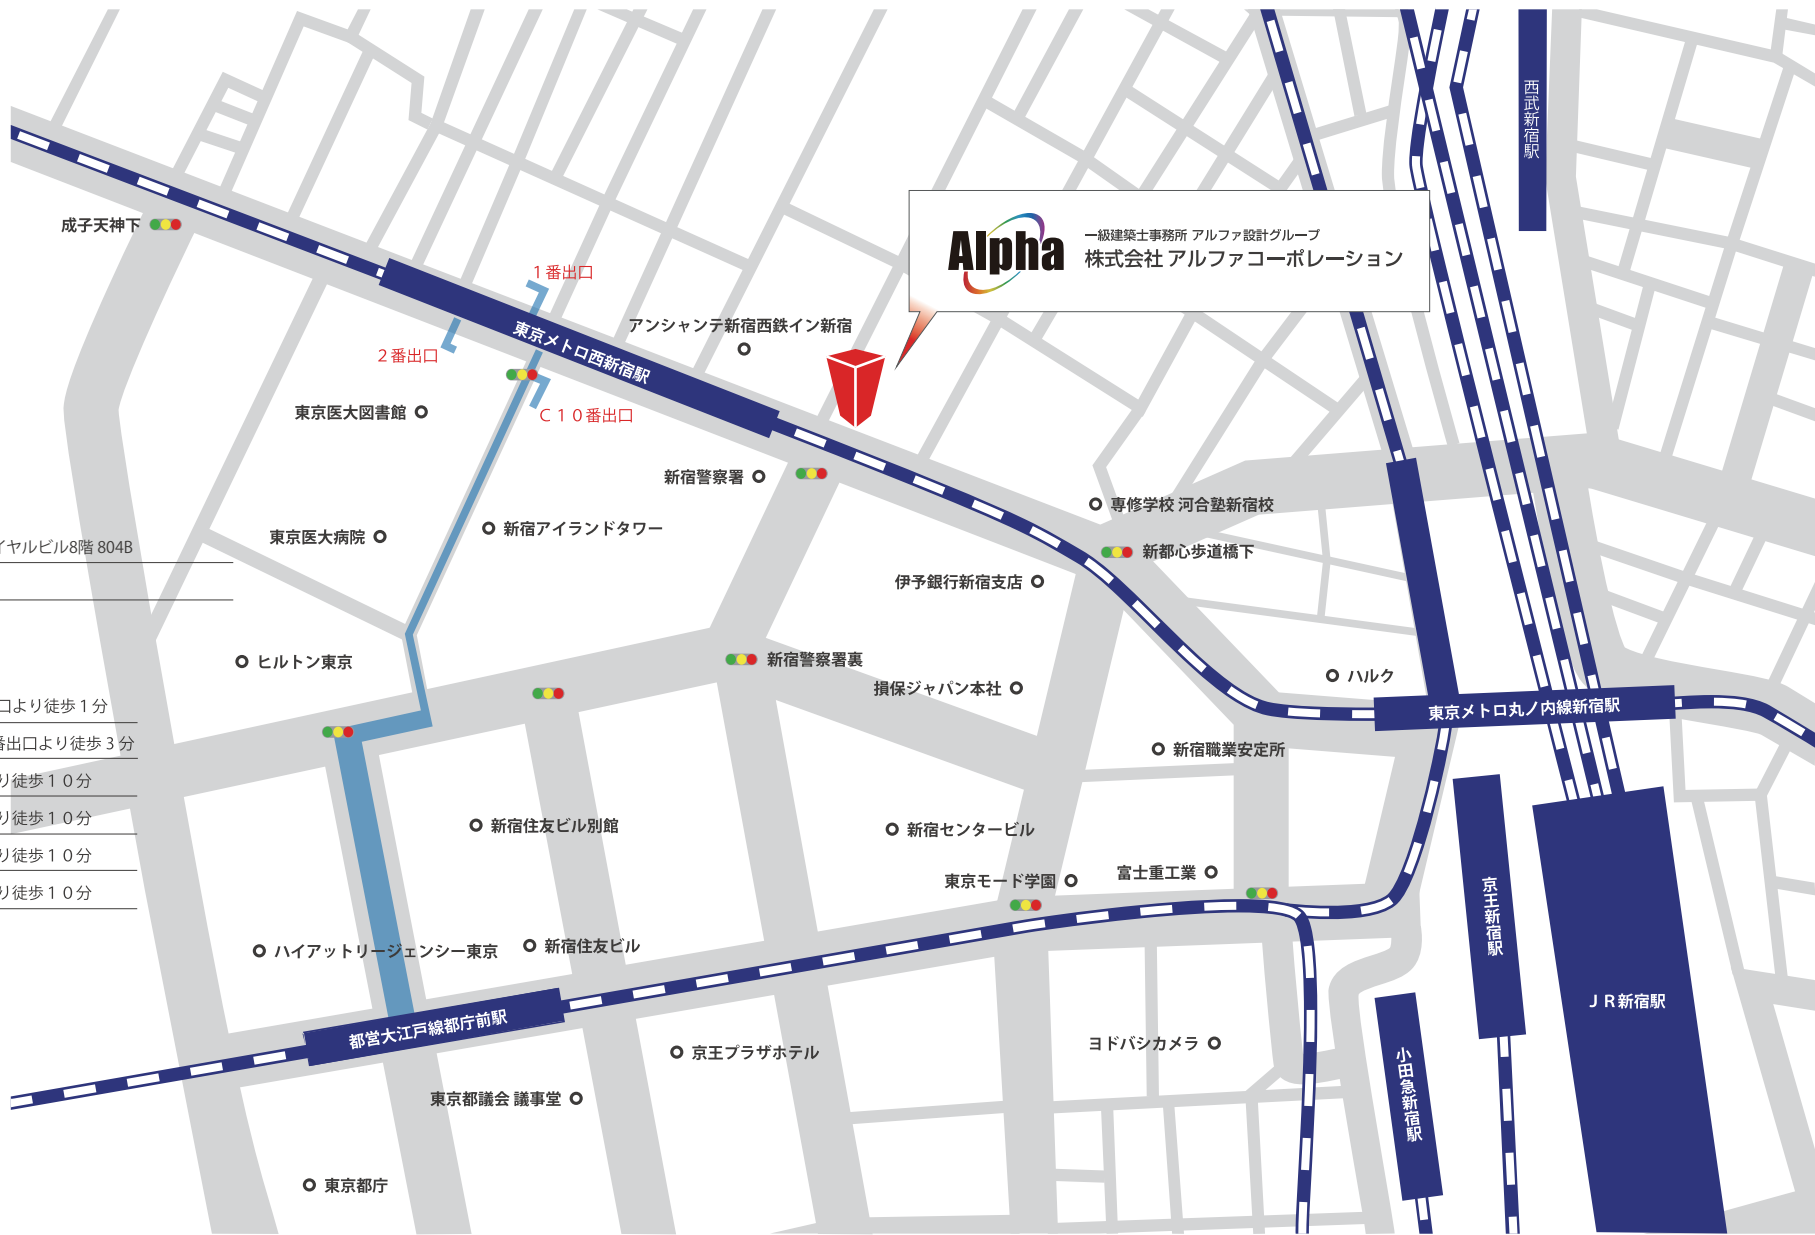 西武新宿駅
成子天神下
Alpha
一級建築士事務所 アルファ設計グループ
株式会社 アルファコーポレーション
1番出口
アンシャンテ新宿西鉄イン新宿
東京メトロ西新宿駅
2番出口
東京医大図書館
C10番出口
新宿警察署
専修学校 河合塾新宿校
東京医大病院
新宿アイランドタワー
イヤルビル8階 804B
新都心歩道橋下
伊予銀行新宿支店
ヒルトン東京
新宿警察署裏
損保ジャパン本社
ハルク
口より徒歩1分
東京メトロ丸ノ内線新宿駅
番出口より徒歩3分
新宿職業安定所
り徒歩10分
り徒歩10分
新宿住友ビル別館
新宿センタービル
り徒歩10分
東京モード学園
富士重工業
り徒歩10分
京王新宿駅
ハイアットリージェンシー東京
新宿住友ビル
JR新宿駅
都営大江戸線都庁前駅
京王プラザホテル
ヨドバシカメラ
小田急新宿駅
東京都議会 議事堂
東京都庁